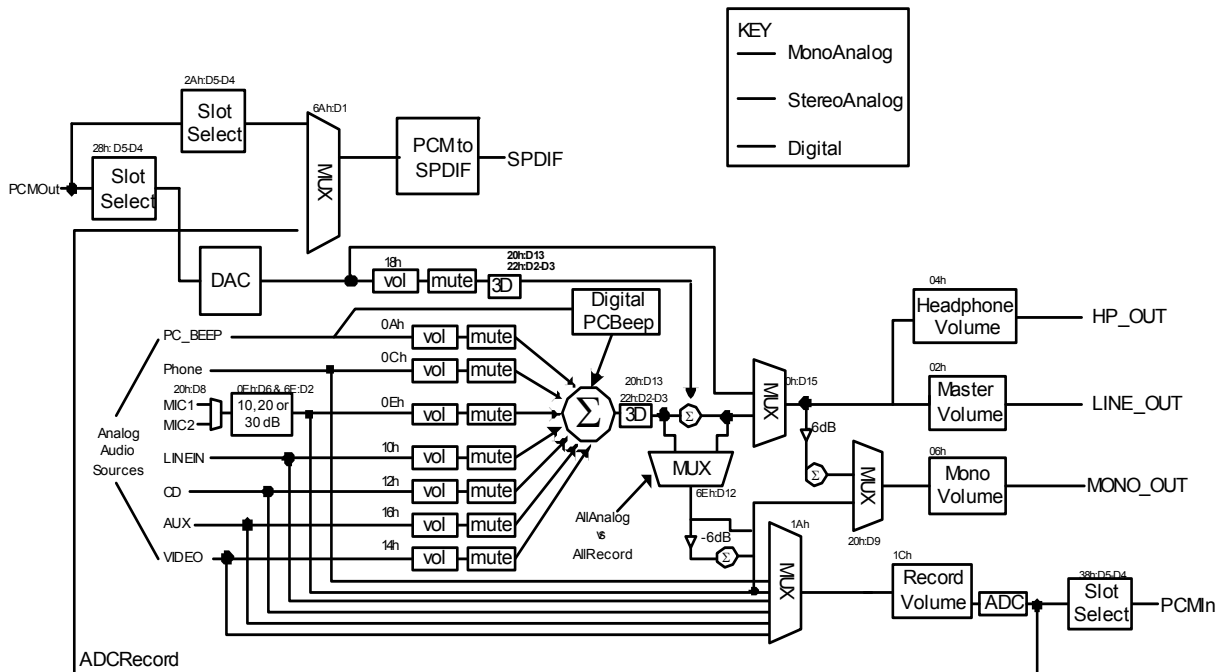 KEY
MonoAnalog
StereoAnalog
Digital
2Ah:D5-D4
Slot
Select
6Ah:D1
MUX
PCM to
SPDIF
SPDIF
28h: D5-D4
Slot
Select
PCMOut
DAC
18h
vol
mute
20h:D13
22h:D2-D3
3D
Digital
PCBeep
04h
Headphone
Volume
HP_OUT
PC_BEEP
0Ah
vol
mute
Phone
0Ch
vol
mute
20h:D8
MIC1
MIC2
0Eh:D6 & 6E:D2
10, 20 or
30 dB
0Eh
vol
mute
Σ
20h:D13
22h:D2-D3
3D
Σ
MUX
0h:D15
02h
Master
Volume
LINE_OUT
Analog
Audio
Sources
LINEIN
10h
vol
mute
MUX
6Eh:D12
6dB
Σ
MUX
20h:D9
06h
Mono
Volume
MONO_OUT
CD
12h
vol
mute
AUX
16h
vol
mute
AllAnalog
vs
AllRecord
VIDEO
14h
vol
mute
-6dB
Σ
1Ah
MUX
1Ch
Record
Volume
ADC
38h:D5-D4
Slot
Select
PCMIn
ADCRecord